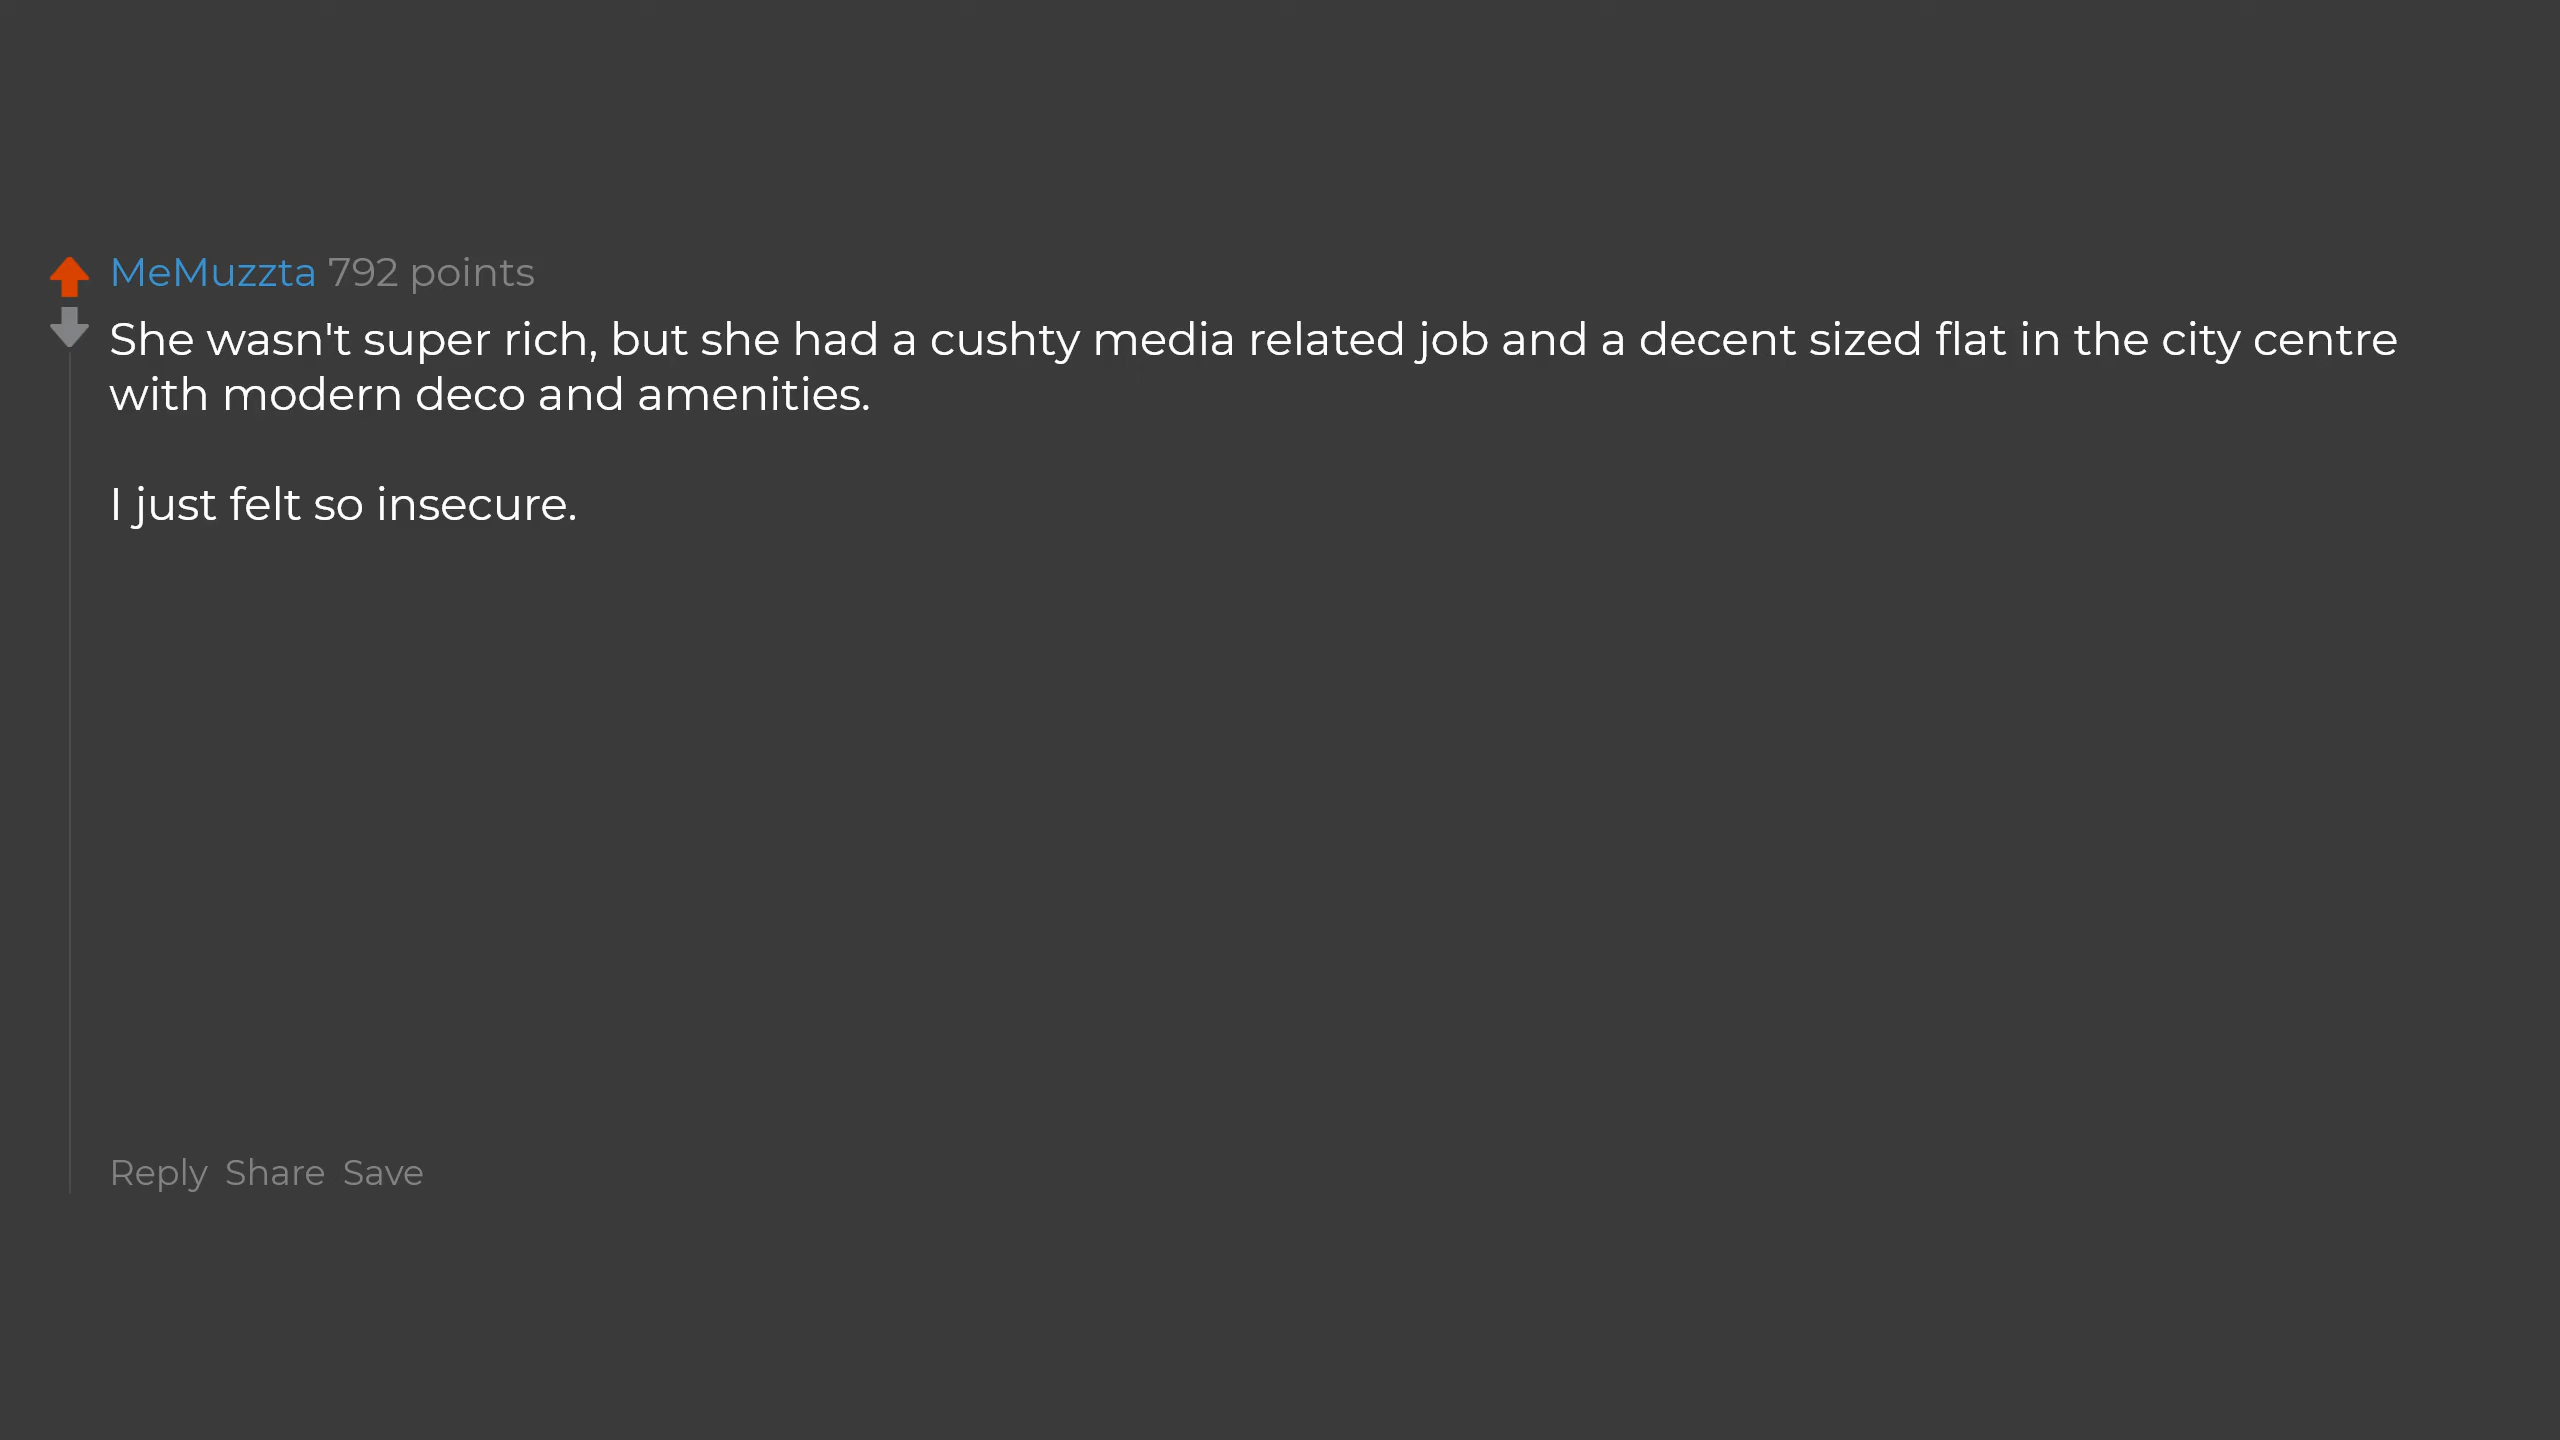 MeMuzzta 792 points
She wasn't super rich, but she had a cushty media related job and a decent sized flat in the city centre
with modern deco and amenities.
I just felt so insecure.
Reply Share Save